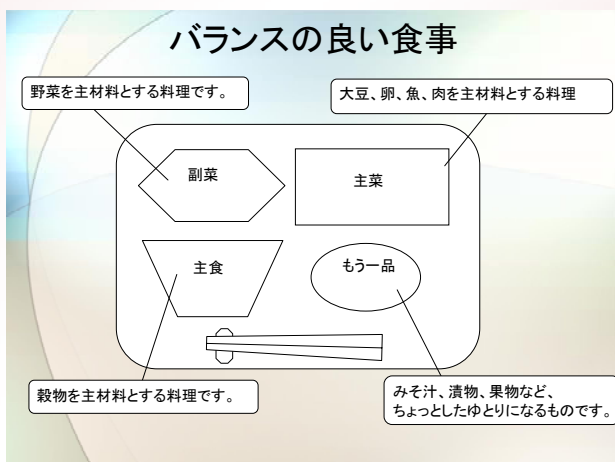 バランスの良い食事
野菜を主材料とする料理です。
大豆、卵、魚、肉を主材料とする料理
副菜
主菜
主食
もう一品
穀物を主材料とする料理です。
みそ汁、漬物、果物など、
ちょっとしたゆとりになるものです。